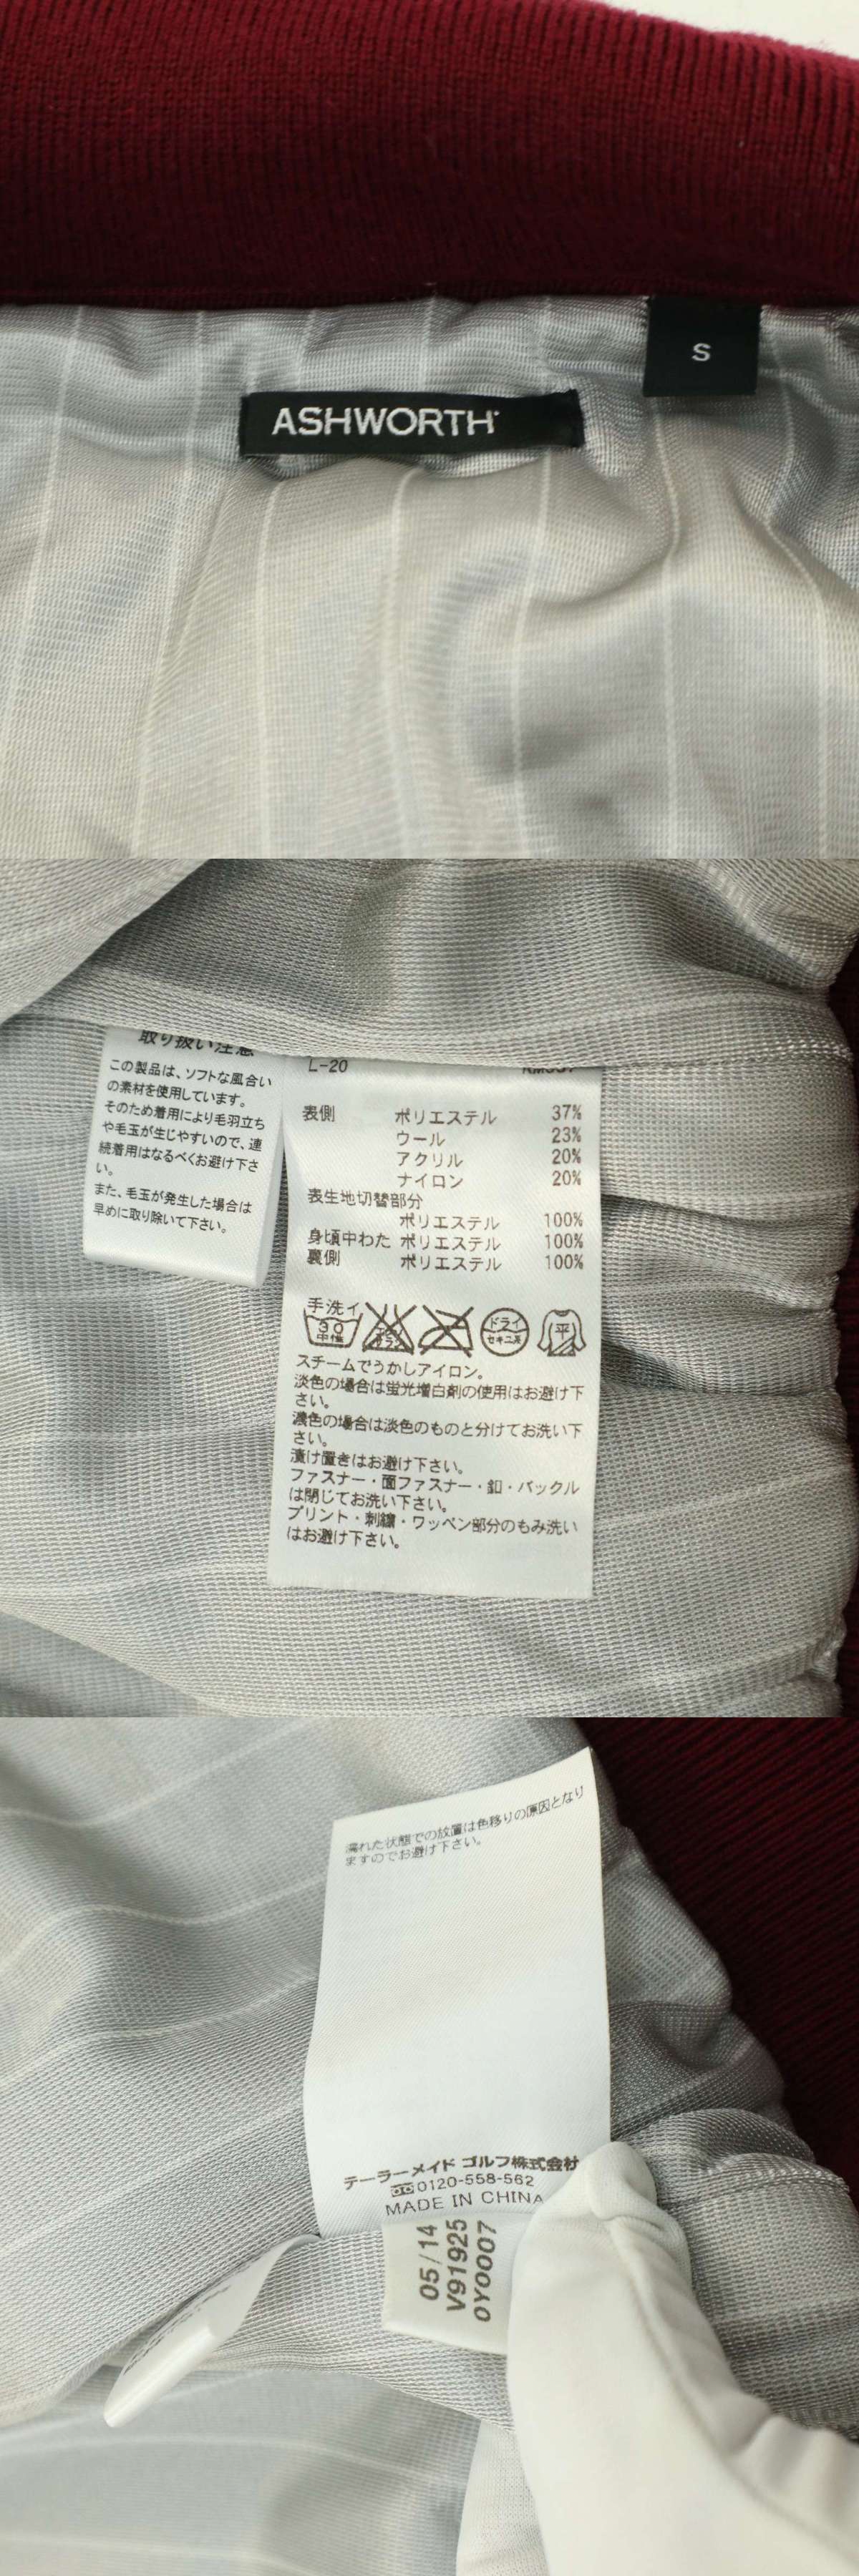 S
ASHWORTH
取り扱い注意
この製品は、ソフトな風合い
の素材を使用しています。
そのため着用により毛羽立ち
や毛玉が生じやすいので、連
続着用はなるべくお避け下さ
い。
また、毛玉が発生した場合は
早めに取り除いて下さい。
L-20
表側 ポリエステル 37%
ウール 23%
アクリル 20%
ナイロン 20%
表生地切替部分
ポリエステル 100%
身頃中わた ポリエステル 100%
裏側 ポリエステル 100%
手洗イ
30
中性
ドライ
セキユ系
平
スチームでうかしアイロン。
淡色の場合は蛍光増白剤の使用はお避け下
さい。
濃色の場合は淡色のものと分けてお洗い下
さい。
漬け置きはお避け下さい。
ファスナー・面ファスナー・釦・バックル
は閉じてお洗い下さい。
プリント・刺繍・ワッペン部分のもみ洗い
はお避け下さい。
濡れた状態での放置は色移りの原因となり
ますのでお避け下さい。
テーラーメイド ゴルフ株式会社
0120-558-562
MADE IN CHINA
05/14
V91925
0Y0007